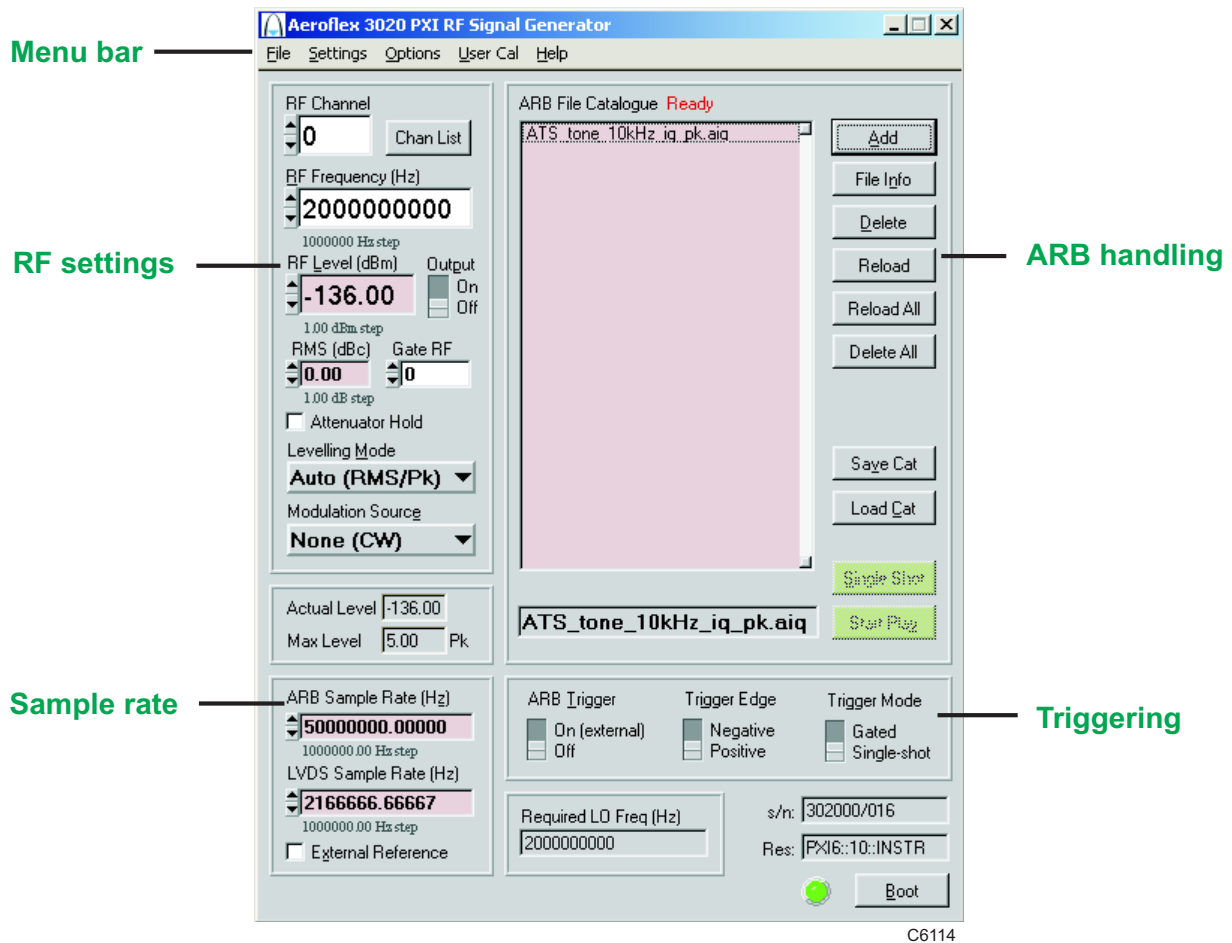 Aeroflex 3020 PXI RF Signal Generator
Menu bar
File Settings Options User Cal Help
RF Channel
0
Chan List
RF Frequency (Hz)
2000000000
1000000 Hz step
RF settings
RF Level (dBm)
Output
-136.00
On
Off
1.00 dBm step
RMS (dBc)
Gate RF
0.00
0
1.00 dB step
Attenuator Hold
Levelling Mode
Auto (RMS/Pk)
Modulation Source
None (CW)
Actual Level -136.00
Max Level 5.00 Pk
Sample rate
ARB Sample Rate (Hz)
50000000.00000
1000000.00 Hz step
LVDS Sample Rate (Hz)
2166666.66667
1000000.00 Hz step
External Reference
ARB File Catalogue Ready
ATS_tone_10kHz_iq_pk.aiq
Add
File Info
Delete
Reload
ARB handling
Reload All
Delete All
Save Cat
Load Cat
Single Shot
ATS_tone_10kHz_iq_pk.aiq
Start Plug
ARB Trigger
On (external)
Off
Trigger Edge
Negative
Positive
Trigger Mode
Gated
Single-shot
Triggering
Required LO Freq (Hz)
2000000000
s/n: 302000/016
Res: PXI6::10::INSTR
Boot
C6114